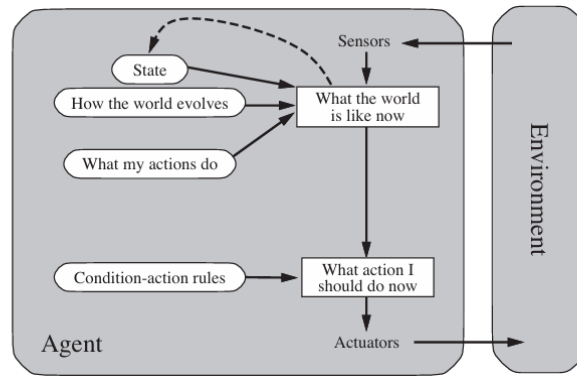 Sensors
State
How the world evolves
What the world
is like now
What my actions do
Condition-action rules
What action I
should do now
Agent
Actuators
Environment